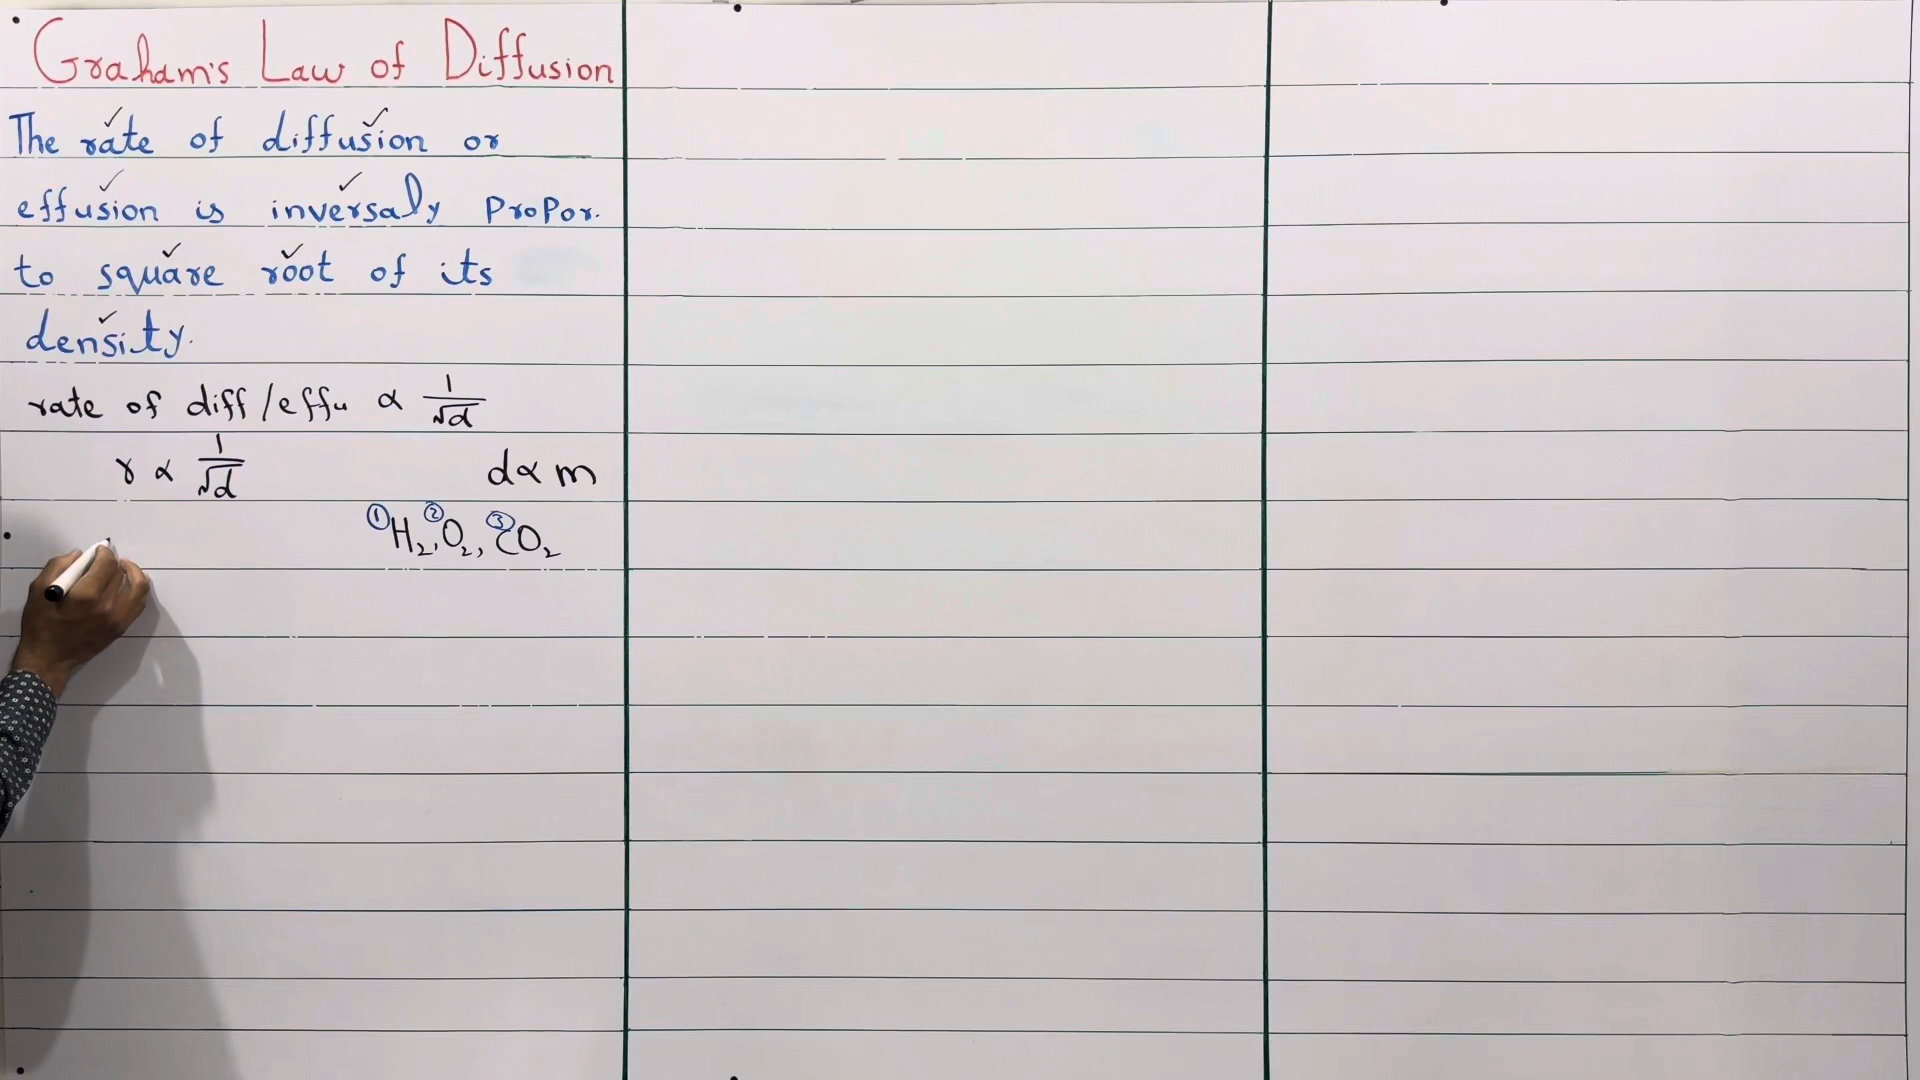 Graham's Law of Diffusion
The rate of diffusion or
effusion is inversaly Propor.
to square root of its
density.
rate of diff/effu ∝ 1/√d
r ∝ 1/√d d∝m
①H₂, ②O₂, ③CO₂